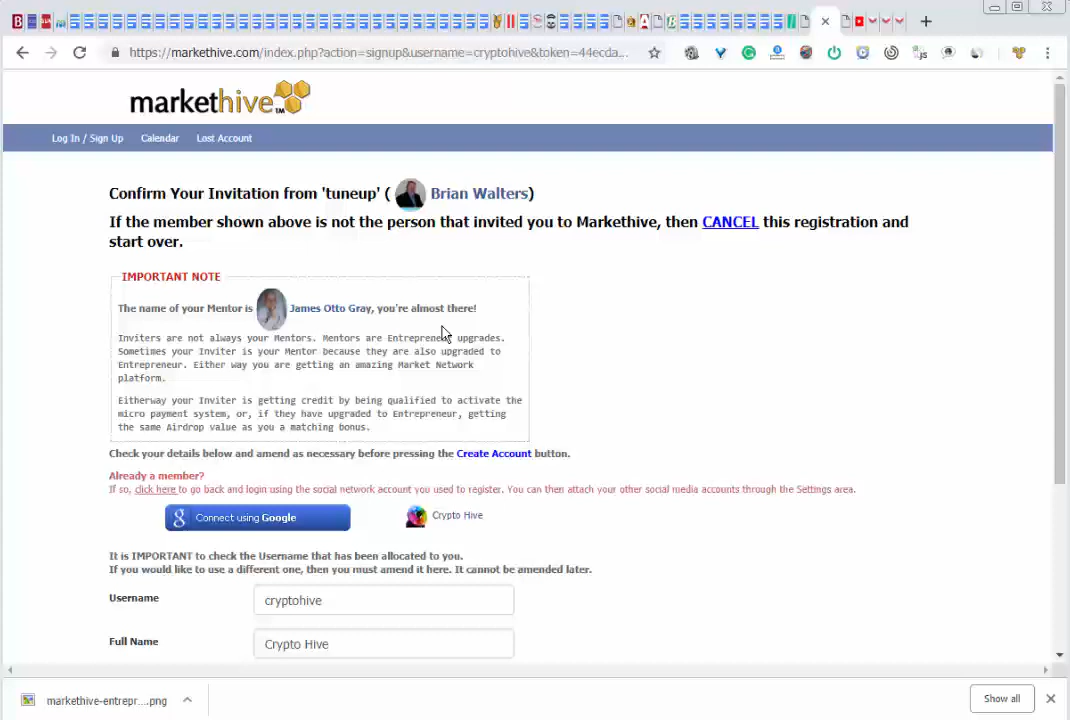 https://markethive.com/index.php?action=signup&username=cryptohive&token=44ecda...
markethive™
Log In / Sign Up Calendar Lost Account
Confirm Your Invitation from 'tuneup' ( Brian Walters)
If the member shown above is not the person that invited you to Markethive, then CANCEL this registration and
start over.
IMPORTANT NOTE
The name of your Mentor is James Otto Gray, you're almost there!
Inviters are not always your Mentors. Mentors are Entrepreneur upgrades.
Sometimes your Inviter is your Mentor because they are also upgraded to
Entrepreneur. Either way you are getting an amazing Market Network
platform.
Eitherway your Inviter is getting credit by being qualified to activate the
micro payment system, or, if they have upgraded to Entrepreneur, getting
the same Airdrop value as you a matching bonus.
Check your details below and amend as necessary before pressing the Create Account button.
Already a member?
If so, click here to go back and login using the social network account you used to register. You can then attach your other social media accounts through the Settings area.
Connect using Google Crypto Hive
It is IMPORTANT to check the Username that has been allocated to you.
If you would like to use a different one, then you must amend it here. It cannot be amended later.
Username cryptohive
Full Name Crypto Hive
markethive-entrepr....png Show all